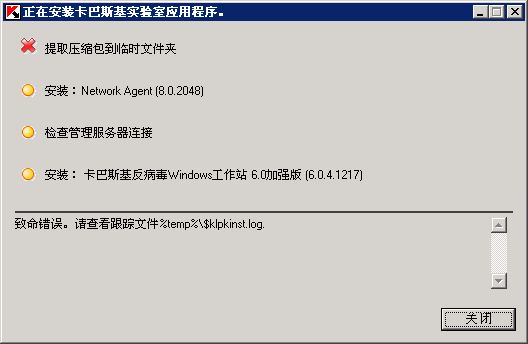 正在安装卡巴斯基实验室应用程序。
提取压缩包到临时文件夹
安装：Network Agent (8.0.2048)
检查管理服务器连接
安装： 卡巴斯基反病毒Windows工作站 6.0加强版 (6.0.4.1217)
致命错误。请查看跟踪文件%temp%\$klpkinst.log.
关闭